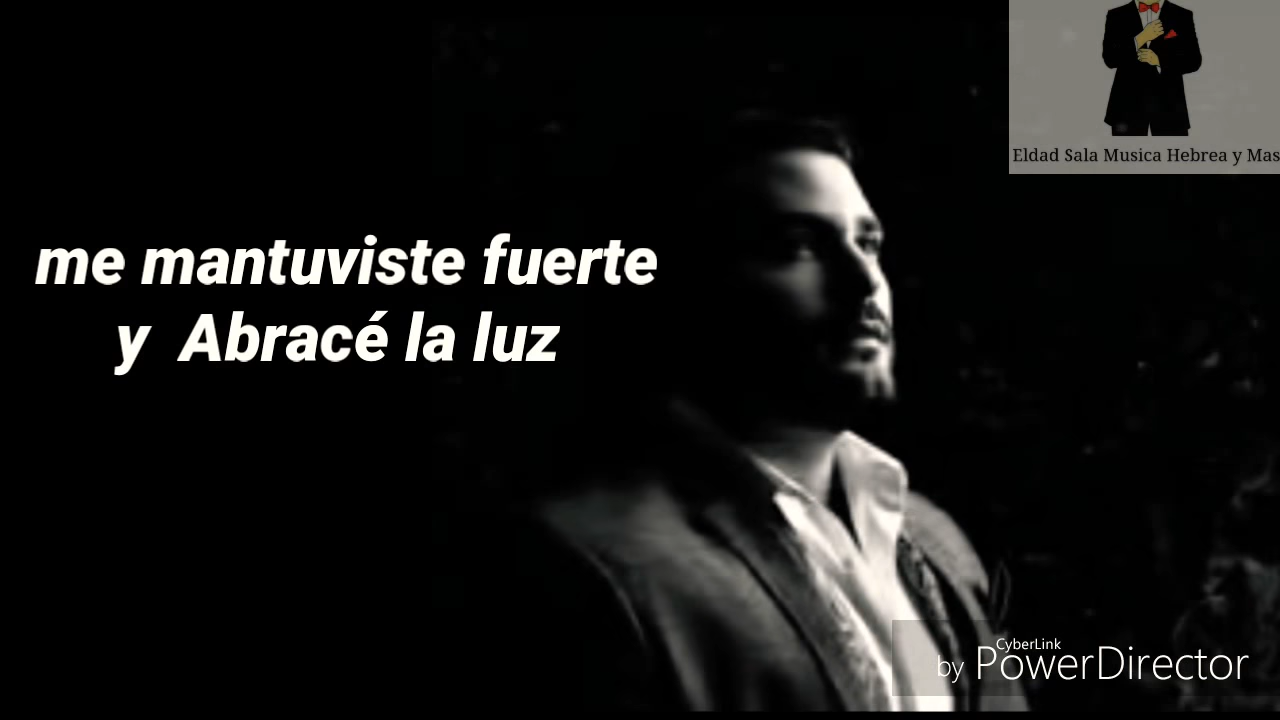 Eldad Sala Musica Hebrea y Mas
me mantuviste fuerte
y Abracé la luz
CyberLink
by PowerDirector